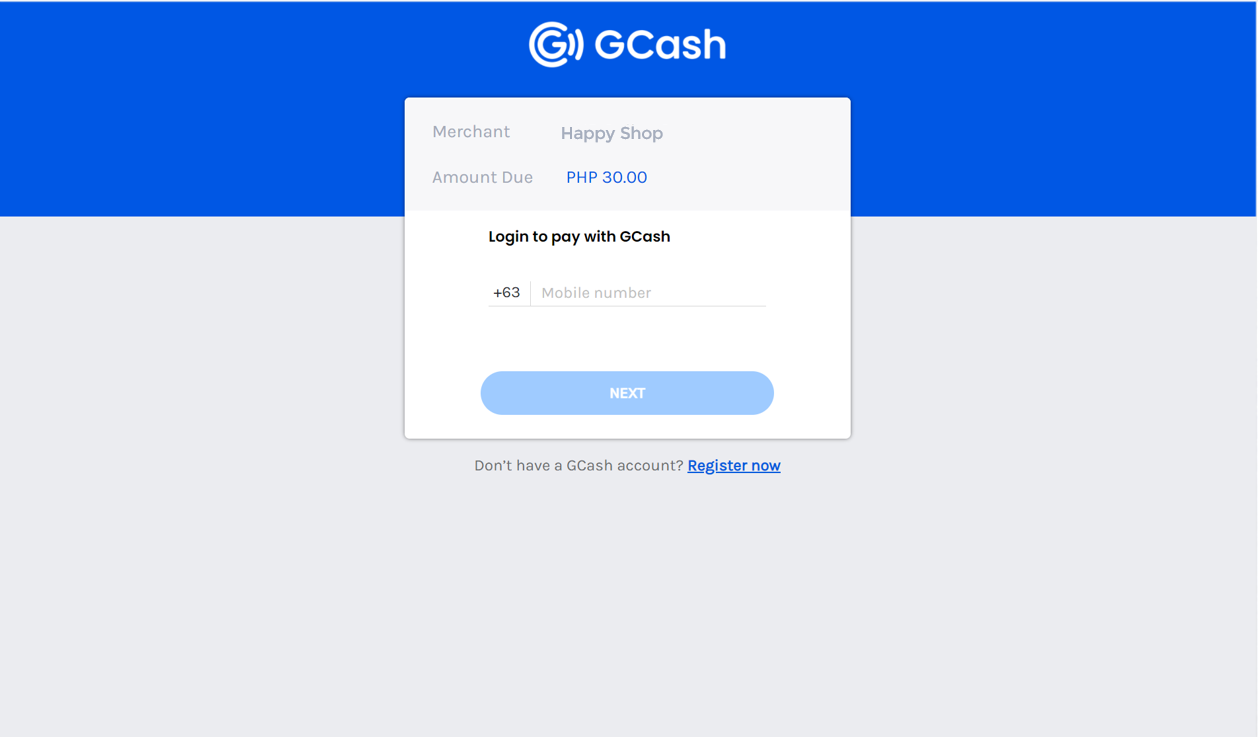 GCash
Merchant Happy Shop
Amount Due PHP 30.00
Login to pay with GCash
+63 Mobile number
NEXT
Don’t have a GCash account? Register now